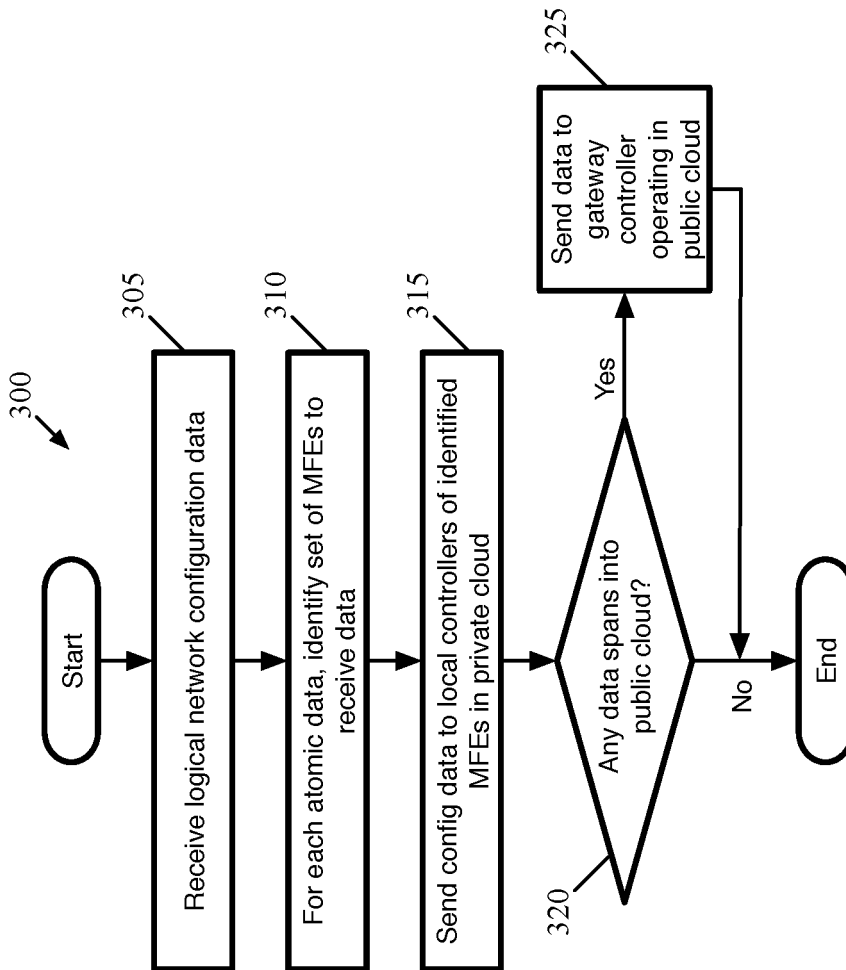 300
Start
305
Receive logical network configuration data
310
For each atomic data, identify set of MFEs to
receive data
315
Send config data to local controllers of identified
MFEs in private cloud
320
Any data spans into
public cloud?
Yes
325
Send data to
gateway
controller
operating in
public cloud
No
End